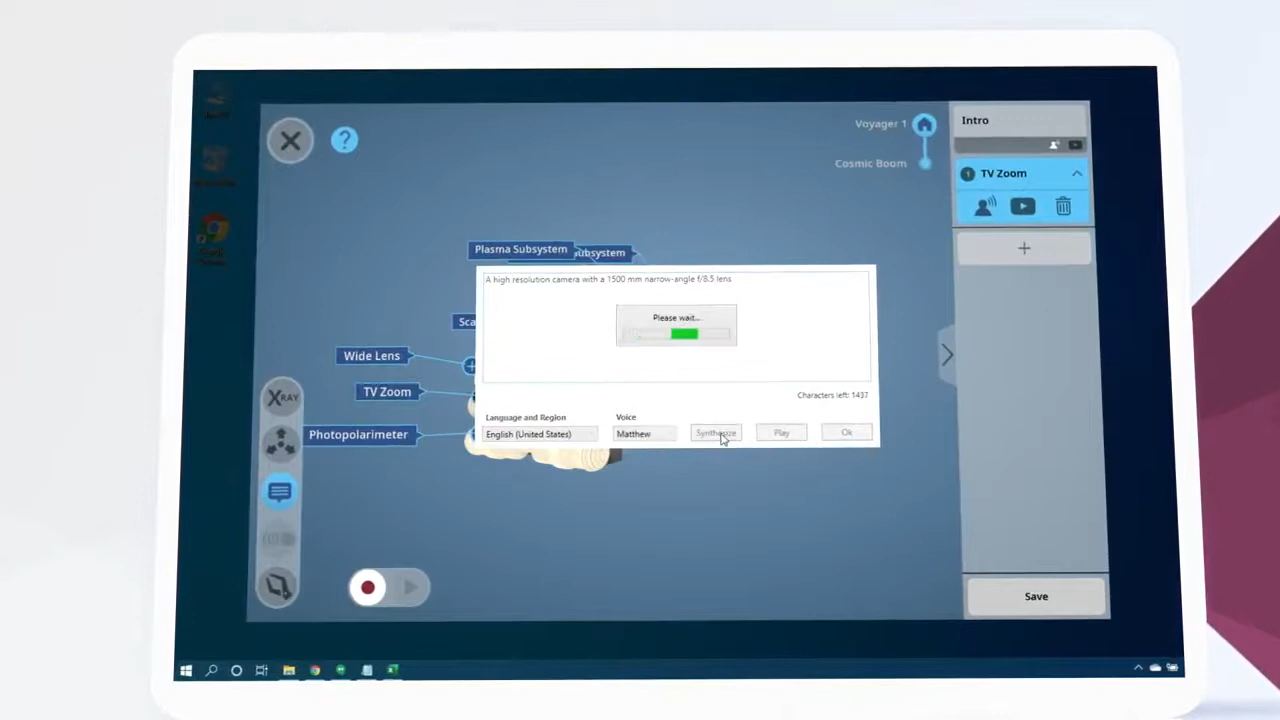 Voyager 1
Cosmic Boom
Intro
1 TV Zoom
Plasma Subsystem
ubsystem
A high resolution camera with a 1500 mm narrow-angle f/8.5 lens
Please wait...
Sca
Wide Lens
TV Zoom
Photopolarimeter
XRAY
Characters left: 1437
Language and Region
Voice
English (United States)
Matthew
Synthesize
Play
Ok
Save